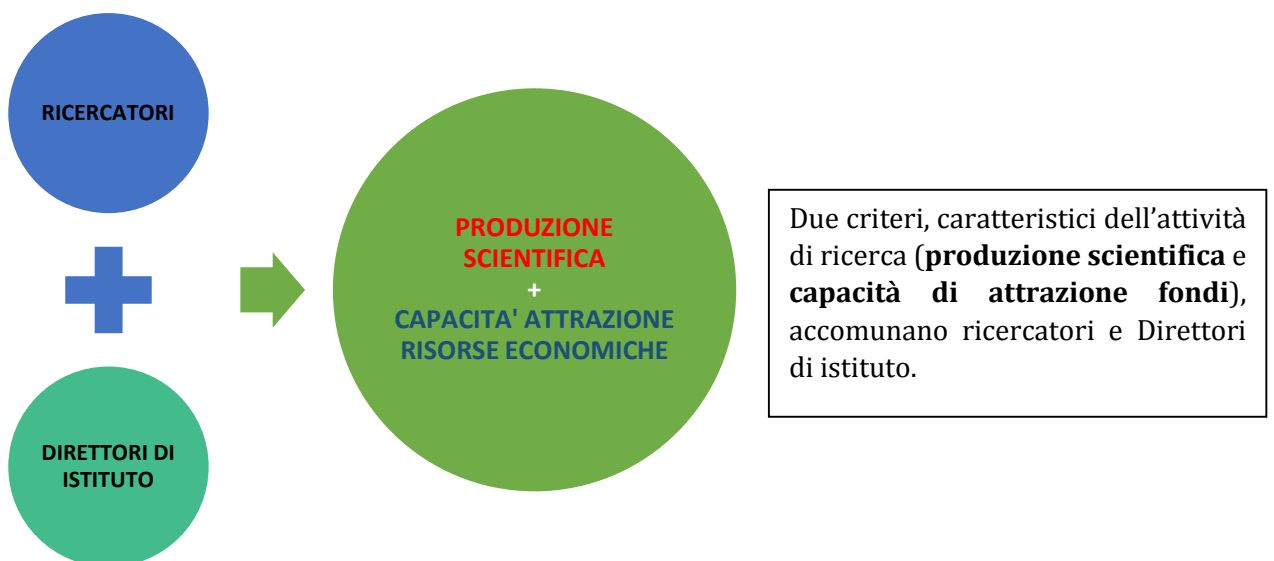 RICERCATORI
DIRETTORI DI
ISTITUTO
PRODUZIONE
SCIENTIFICA
+
CAPACITA' ATTRAZIONE
RISORSE ECONOMICHE
Due criteri, caratteristici dell’attività
di ricerca (produzione scientifica e
capacità di attrazione fondi),
accomunano ricercatori e Direttori
di istituto.